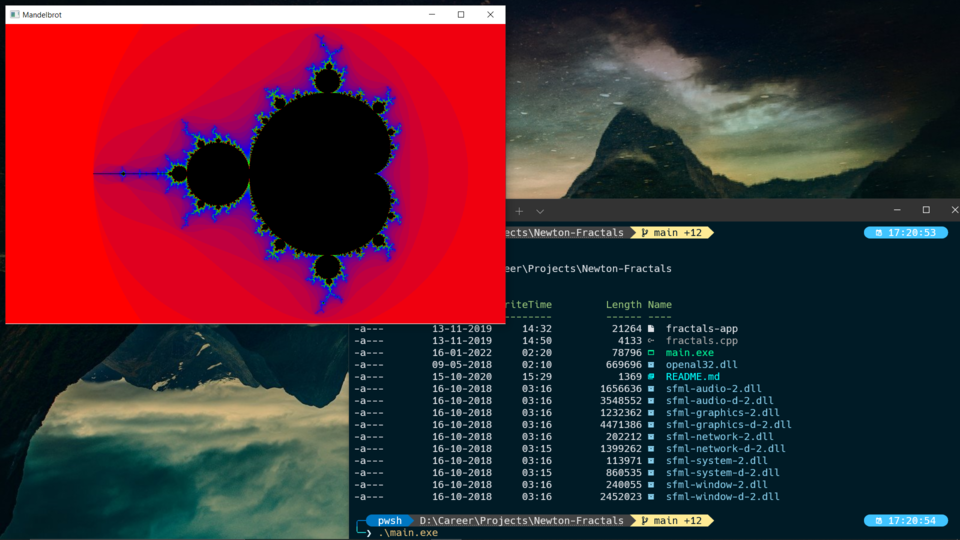 Mandelbrot
ects\Newton-Fractals main +12 17:20:53
eer\Projects\Newton-Fractals
riteTime Length Name
-------- ------ ----
-a--- 13-11-2019 14:32 21264 fractals-app
-a--- 13-11-2019 14:50 4133 fractals.cpp
-a--- 16-01-2022 02:20 78796 main.exe
-a--- 09-05-2018 02:10 669696 openal32.dll
-a--- 15-10-2020 15:29 1369 README.md
-a--- 16-10-2018 03:16 1656636 sfml-audio-2.dll
-a--- 16-10-2018 03:16 3548552 sfml-audio-d-2.dll
-a--- 16-10-2018 03:16 1232362 sfml-graphics-2.dll
-a--- 16-10-2018 03:16 4471386 sfml-graphics-d-2.dll
-a--- 16-10-2018 03:16 202212 sfml-network-2.dll
-a--- 16-10-2018 03:15 1399262 sfml-network-d-2.dll
-a--- 16-10-2018 03:16 113971 sfml-system-2.dll
-a--- 16-10-2018 03:15 860535 sfml-system-d-2.dll
-a--- 16-10-2018 03:16 240055 sfml-window-2.dll
-a--- 16-10-2018 03:16 2452023 sfml-window-d-2.dll
pwsh D:\Career\Projects\Newton-Fractals main +12 17:20:54
❯ .\main.exe